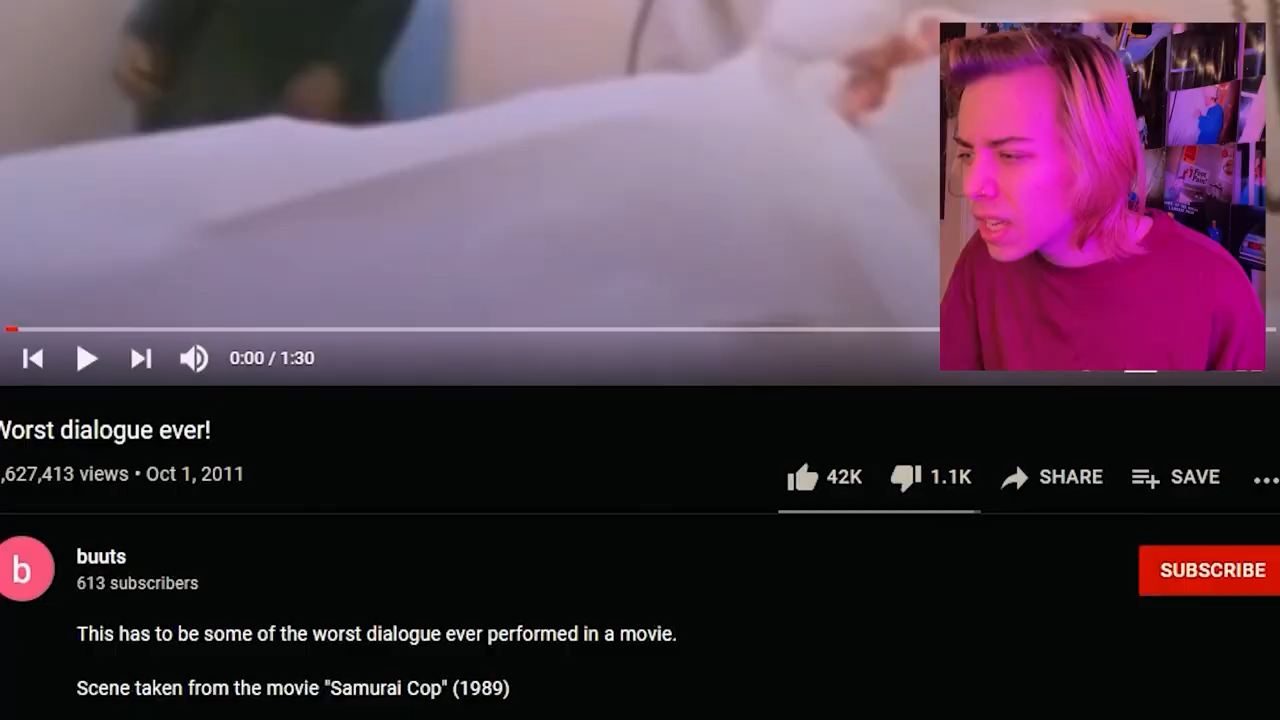 0:00 / 1:30
Worst dialogue ever!
,627,413 views • Oct 1, 2011
42K
1.1K
SHARE
SAVE
b
buuts
613 subscribers
SUBSCRIBE
This has to be some of the worst dialogue ever performed in a movie.
Scene taken from the movie "Samurai Cop" (1989)